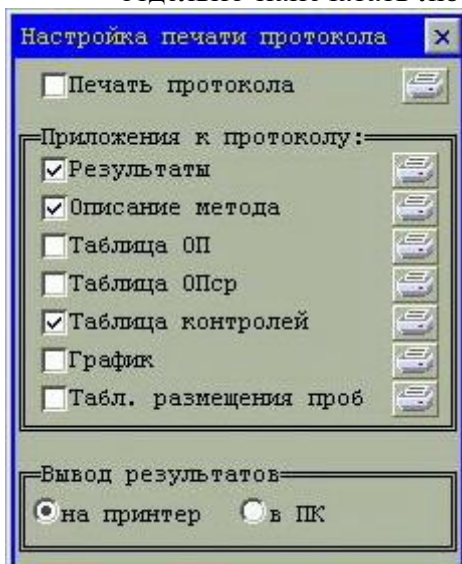 Настройка печати протокола
Печать протокола
Приложения к протоколу:
Результаты
Описание метода
Таблица ОП
Таблица ОПср
Таблица контролей
График
Табл. размещения проб
Вывод результатов
на принтер в ПК